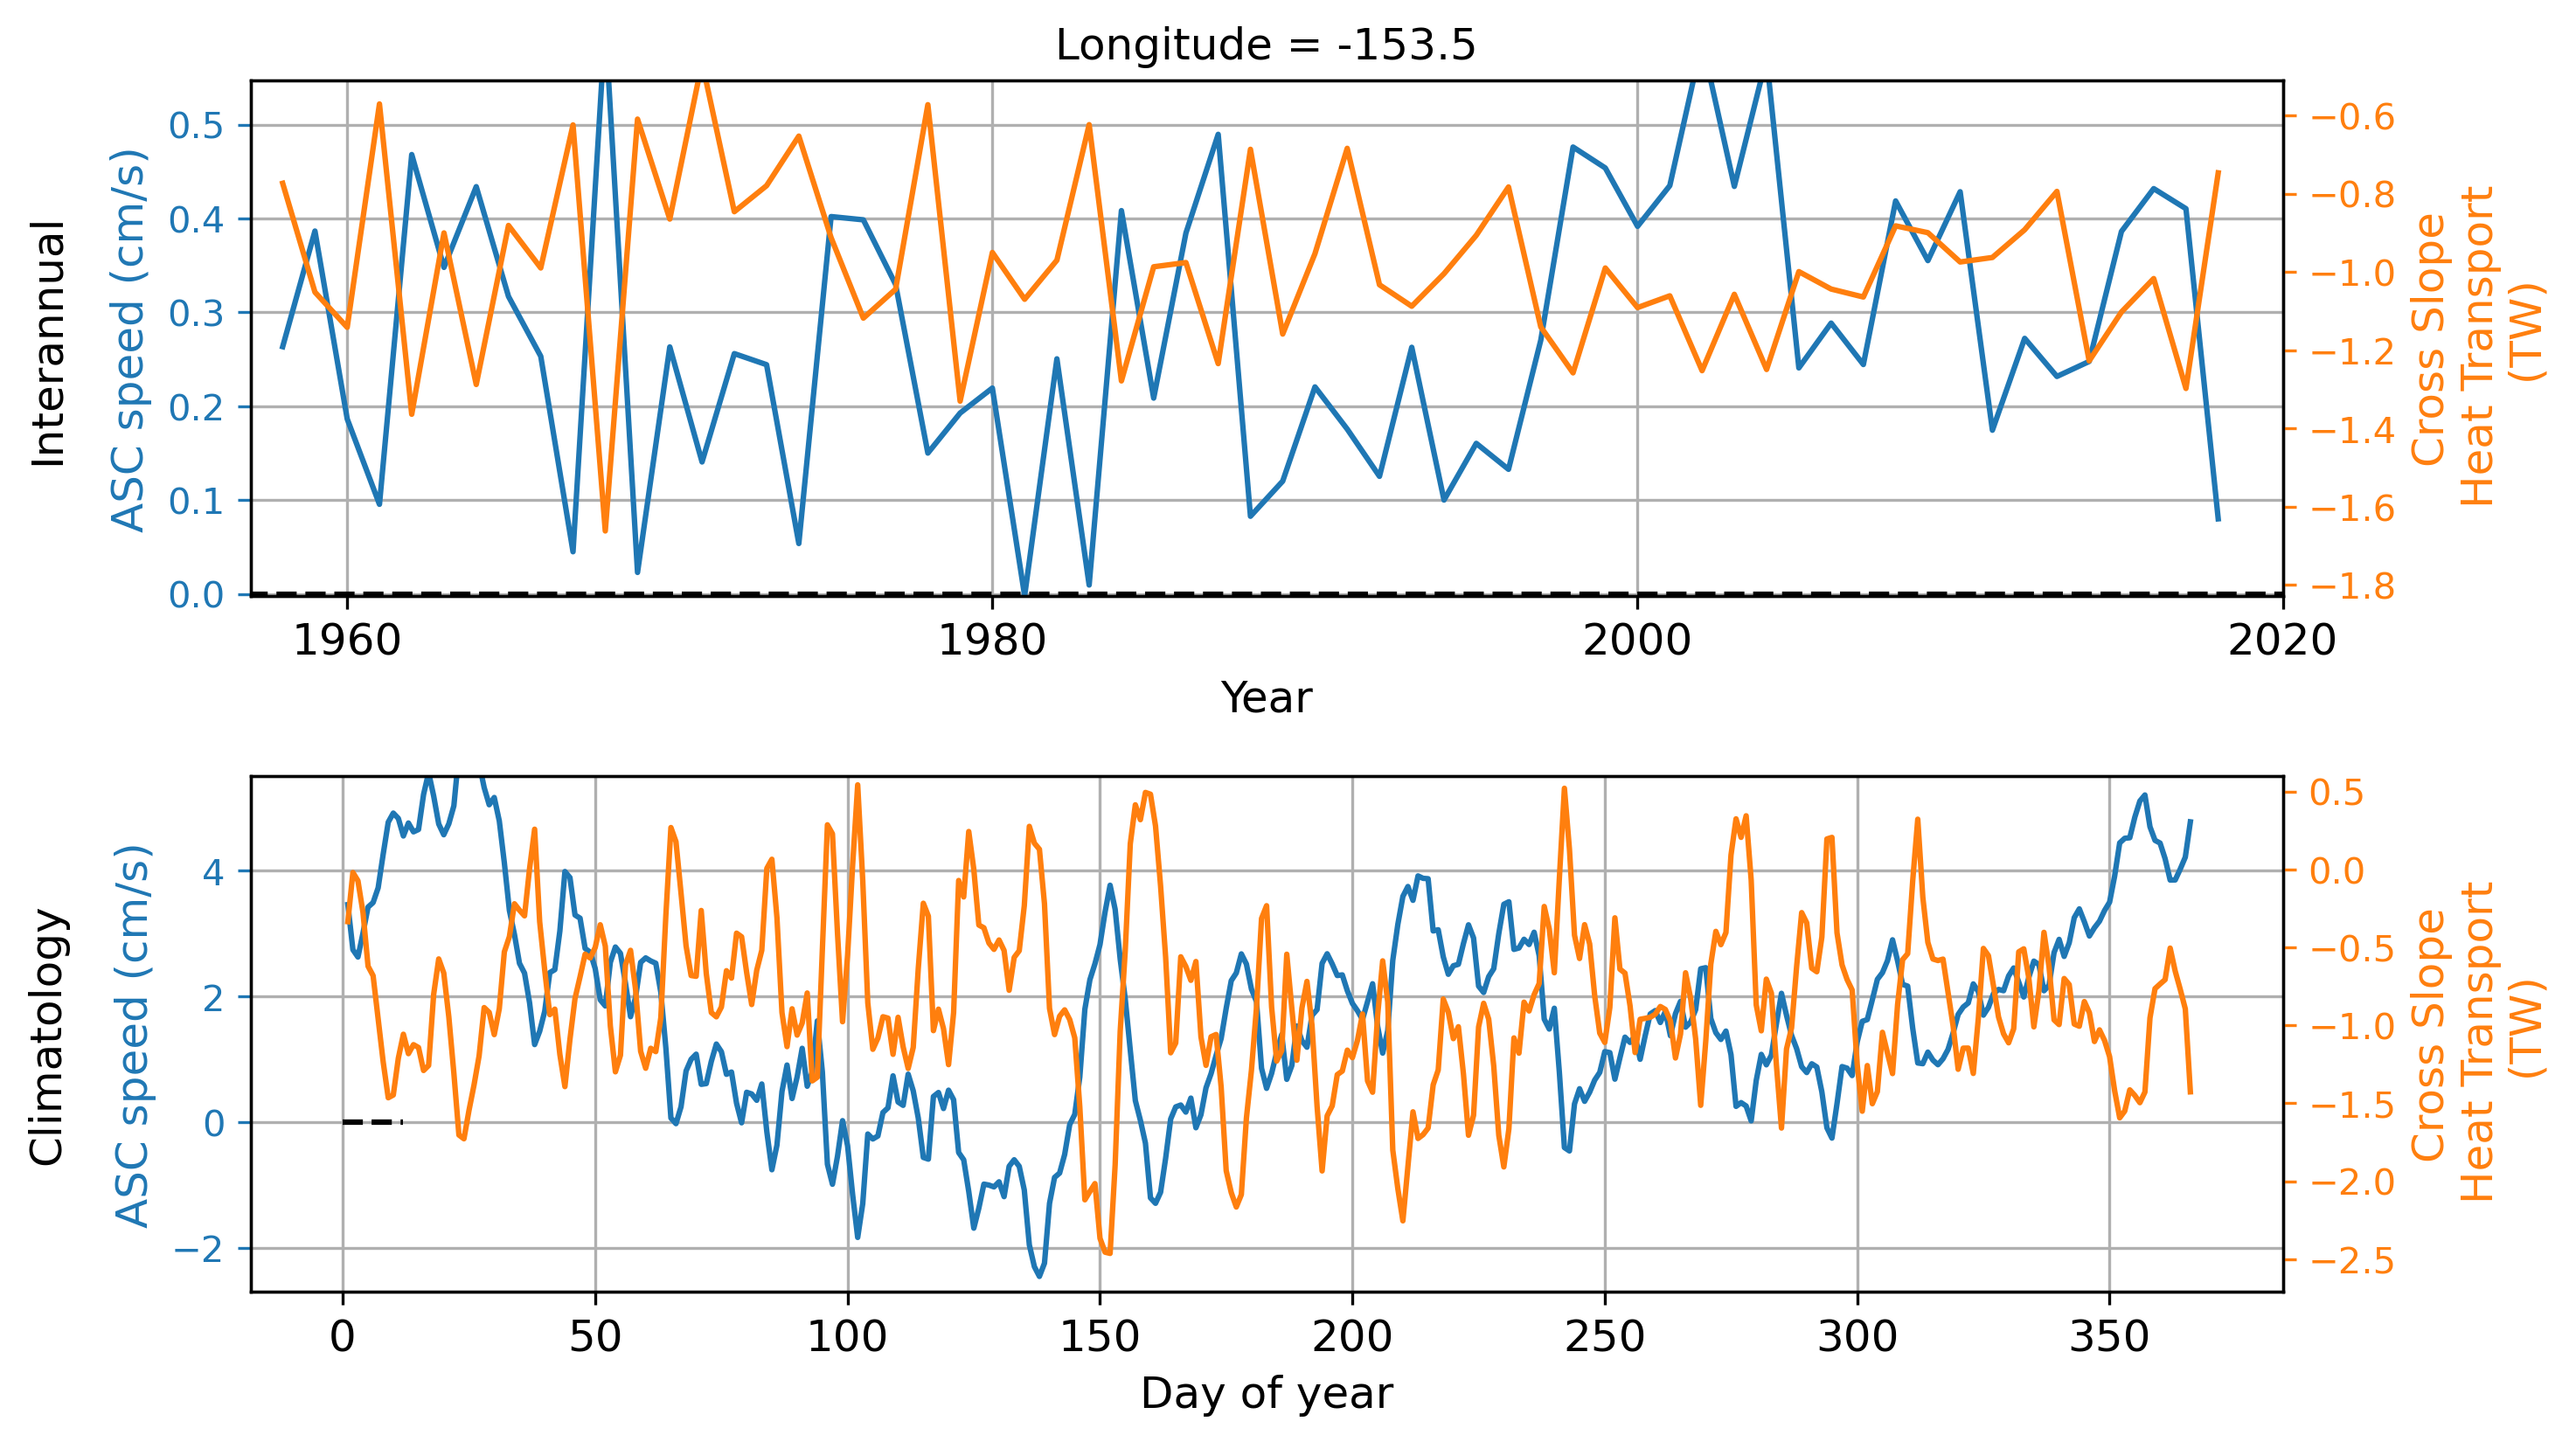 Longitude = -153.5
Interannual
ASC speed (cm/s)
0.5
0.4
0.3
0.2
0.1
0.0
−0.6
−0.8
−1.0
−1.2
−1.4
−1.6
−1.8
Cross Slope
Heat Transport
(TW)
1960
1980
2000
2020
Year
Climatology
ASC speed (cm/s)
4
2
0
−2
0.5
0.0
−0.5
−1.0
−1.5
−2.0
−2.5
Cross Slope
Heat Transport
(TW)
0
50
100
150
200
250
300
350
Day of year